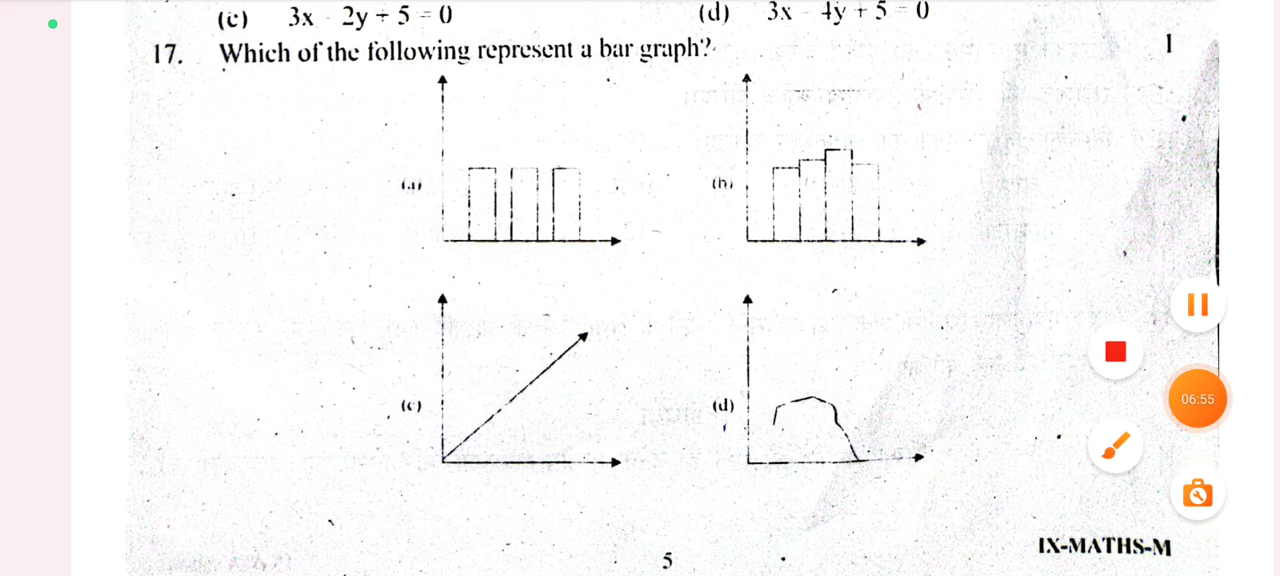 (c) 3x - 2y + 5 = 0 (d) 3x - 4y + 5 = 0
17. Which of the following represent a bar graph? 1
(a) (b)
(c) (d)
06:55
IX-MATHS-M
5